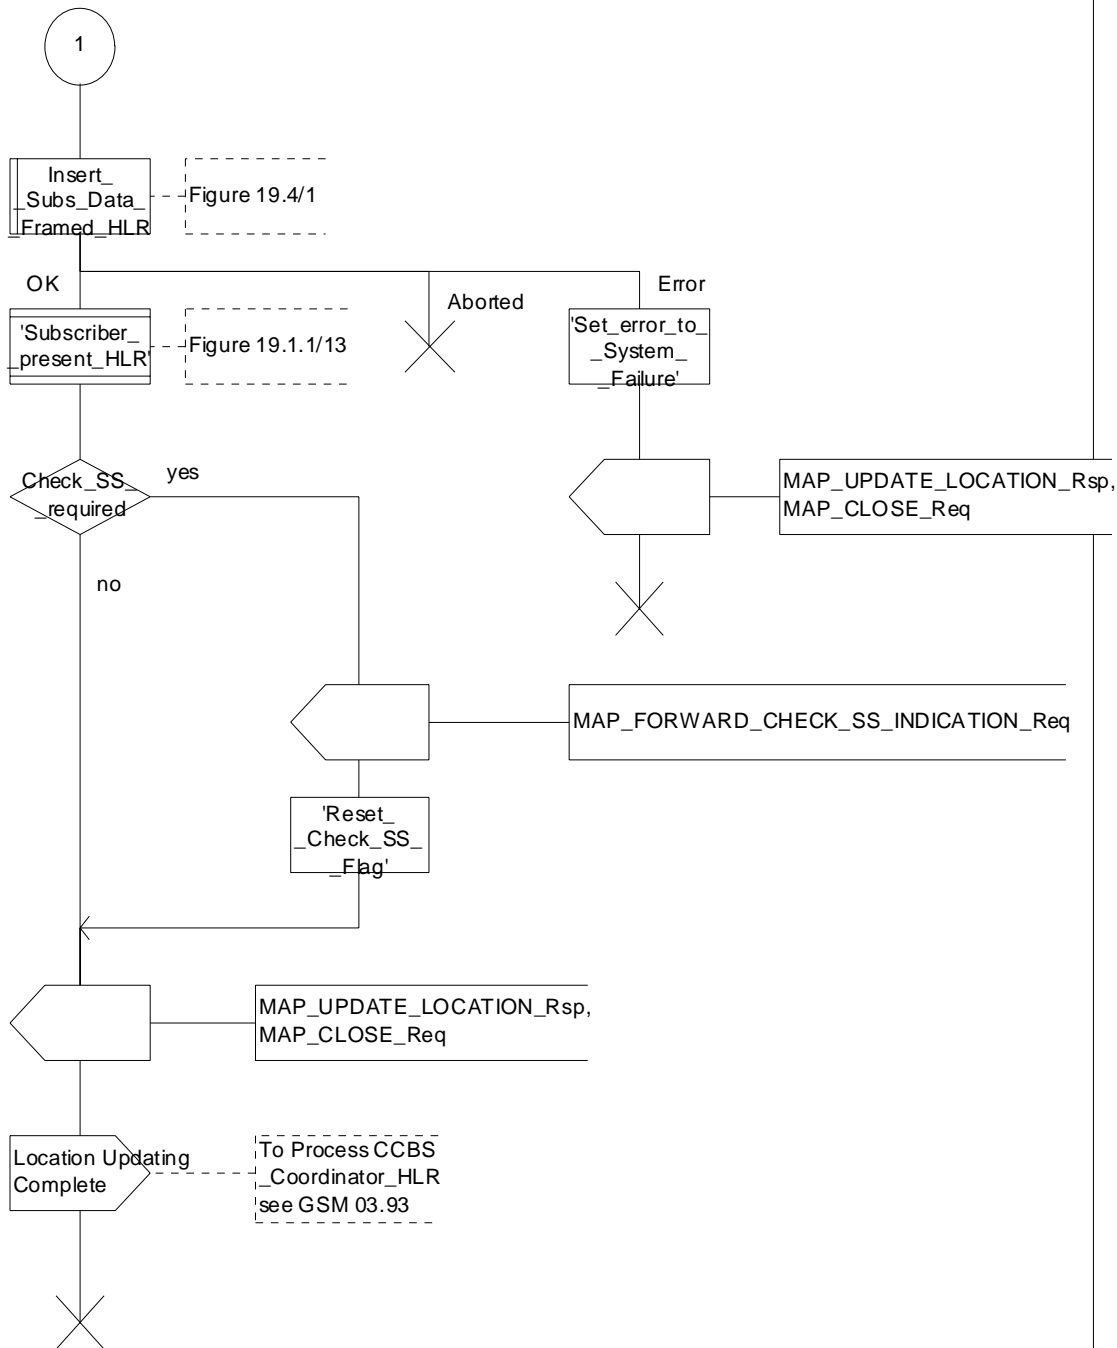 1
Insert_
_Subs_Data_
_Framed_HLR
Figure 19.4/1
OK
Aborted
Error
'Subscriber_
_present_HLR'
Figure 19.1.1/13
'Set_error_to_
_System_
_Failure'
Check_SS_
_required
yes
MAP_UPDATE_LOCATION_Rsp,
MAP_CLOSE_Req
no
MAP_FORWARD_CHECK_SS_INDICATION_Req
'Reset_
_Check_SS_
_Flag'
MAP_UPDATE_LOCATION_Rsp,
MAP_CLOSE_Req
Location Updating
Complete
To Process CCBS
_Coordinator_HLR
see GSM 03.93